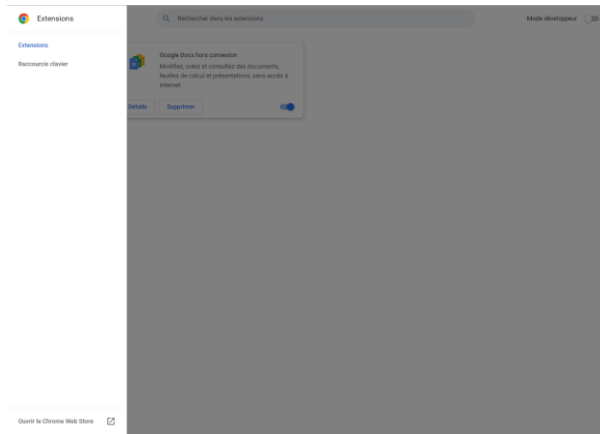 Extensions
Rechercher dans les extensions
Mode développeur
Extensions
Raccourcis clavier
Google Docs hors connexion
Modifiez, créez et consultez des documents,
feuilles de calcul et présentations, sans accès à
Internet.
Détails
Supprimer
Ouvrir le Chrome Web Store